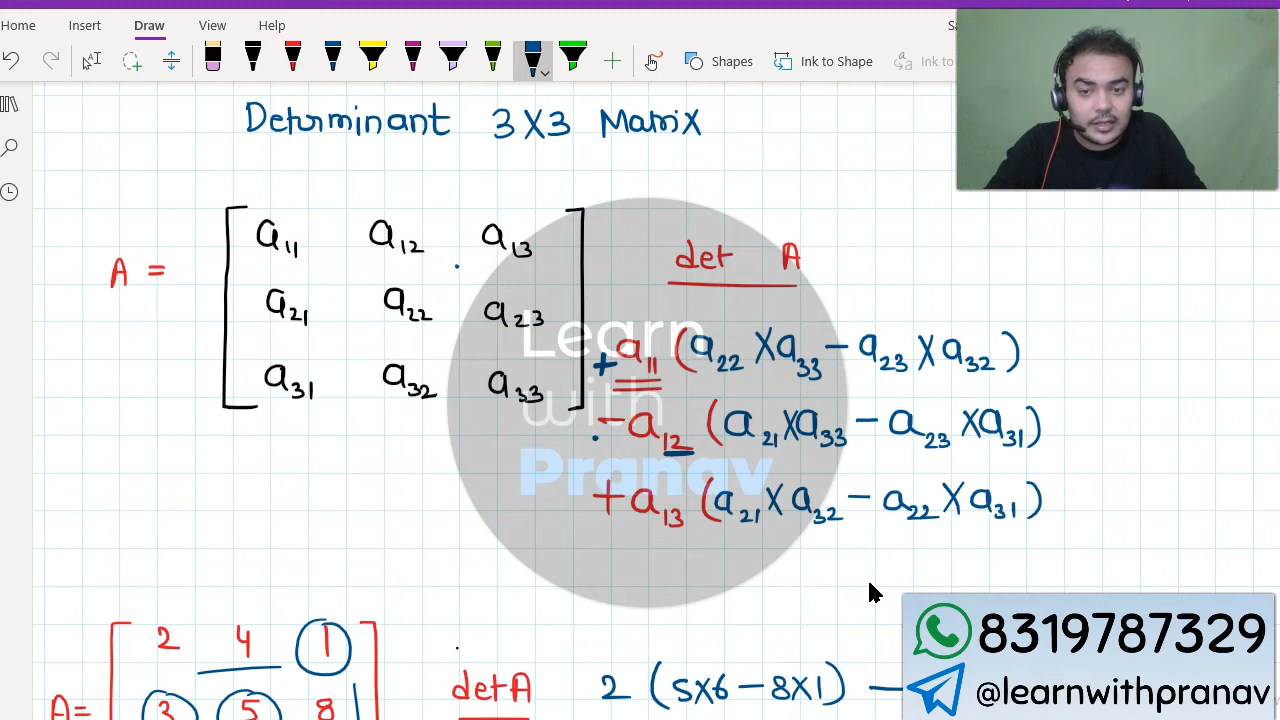 Home Insert Draw View Help
Shapes Ink to Shape Ink to
Determinant 3X3 Matrix
A = [ a11 a12 a13
a21 a22 a23
a31 a32 a33 ]
det A
+ a11 (a22 X a33 - a23 X a32)
- a12 (a21 X a33 - a23 X a31)
+ a13 (a21 X a32 - a22 X a31)
Learn
with
Pranav
A = [ 2 4 1
3 5 8
det A 2 (5X6 - 8X1) -
8319787329
@learnwithpranav